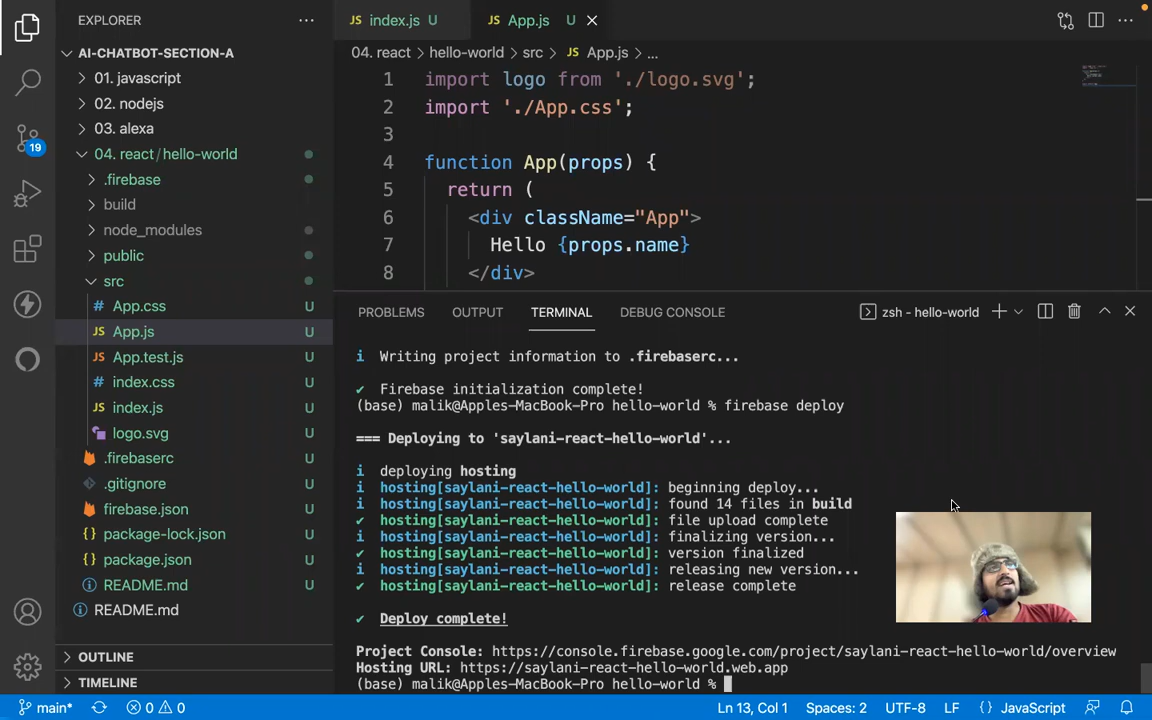 EXPLORER
AI-CHATBOT-SECTION-A
01. javascript
02. nodejs
03. alexa
04. react / hello-world
.firebase
build
node_modules
public
src
# App.css U
JS App.js U
JS App.test.js U
# index.css U
JS index.js U
logo.svg U
.firebaserc U
.gitignore U
firebase.json U
{} package-lock.json U
{} package.json U
README.md U
README.md
OUTLINE
TIMELINE
19
JS index.js U
JS App.js U
04. react > hello-world > src > JS App.js > ...
1 import logo from './logo.svg';
2 import './App.css';
3
4 function App(props) {
5 return (
6 <div className="App">
7 Hello {props.name}
8 </div>
PROBLEMS OUTPUT TERMINAL DEBUG CONSOLE
zsh - hello-world
i Writing project information to .firebaserc...
✔ Firebase initialization complete!
(base) malik@Apples-MacBook-Pro hello-world % firebase deploy
=== Deploying to 'saylani-react-hello-world'...
i deploying hosting
i hosting[saylani-react-hello-world]: beginning deploy...
i hosting[saylani-react-hello-world]: found 14 files in build
✔ hosting[saylani-react-hello-world]: file upload complete
i hosting[saylani-react-hello-world]: finalizing version...
✔ hosting[saylani-react-hello-world]: version finalized
i hosting[saylani-react-hello-world]: releasing new version...
✔ hosting[saylani-react-hello-world]: release complete
✔ Deploy complete!
Project Console: https://console.firebase.google.com/project/saylani-react-hello-world/overview
Hosting URL: https://saylani-react-hello-world.web.app
(base) malik@Apples-MacBook-Pro hello-world %
main* 0 0 Ln 13, Col 1 Spaces: 2 UTF-8 LF {} JavaScript